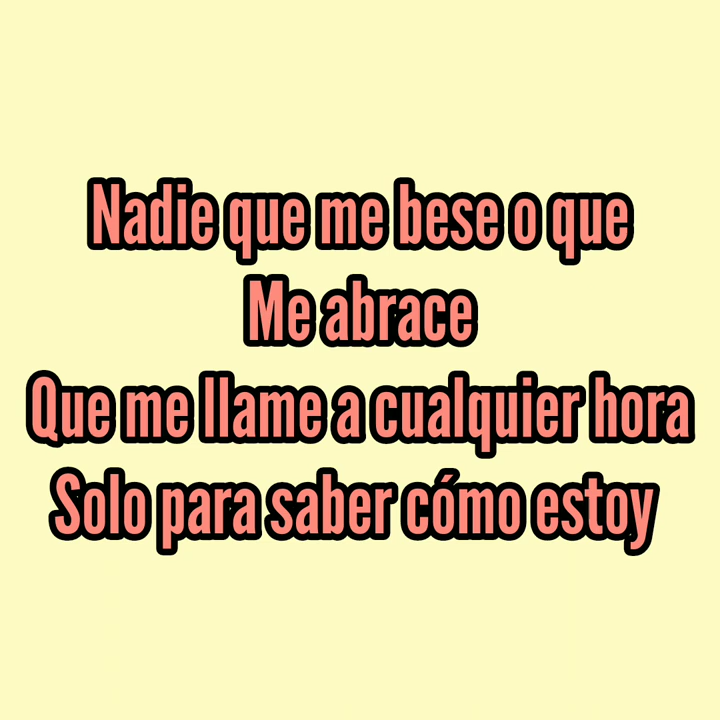 Nadie que me bese o que
Me abrace
Que me llame a cualquier hora
Solo para saber cómo estoy